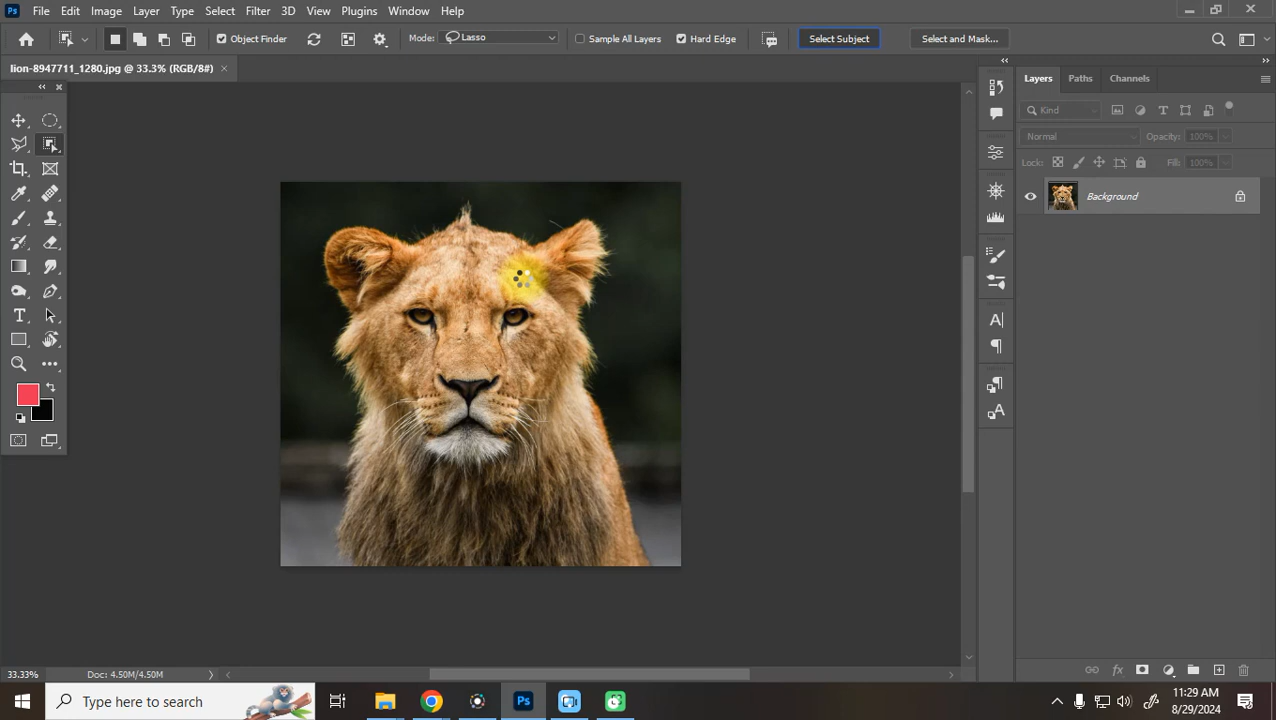 Ps File Edit Image Layer Type Select Filter 3D View Plugins Window Help
Object Finder Mode: Lasso Sample All Layers Hard Edge Select Subject Select and Mask...
lion-8947711_1280.jpg @ 33.3% (RGB/8#) ×
Layers Paths Channels
Kind
Normal Opacity: 100%
Lock: Fill: 100%
Background
33.33% Doc: 4.50M/4.50M
Type here to search
Ps
11:29 AM
8/29/2024